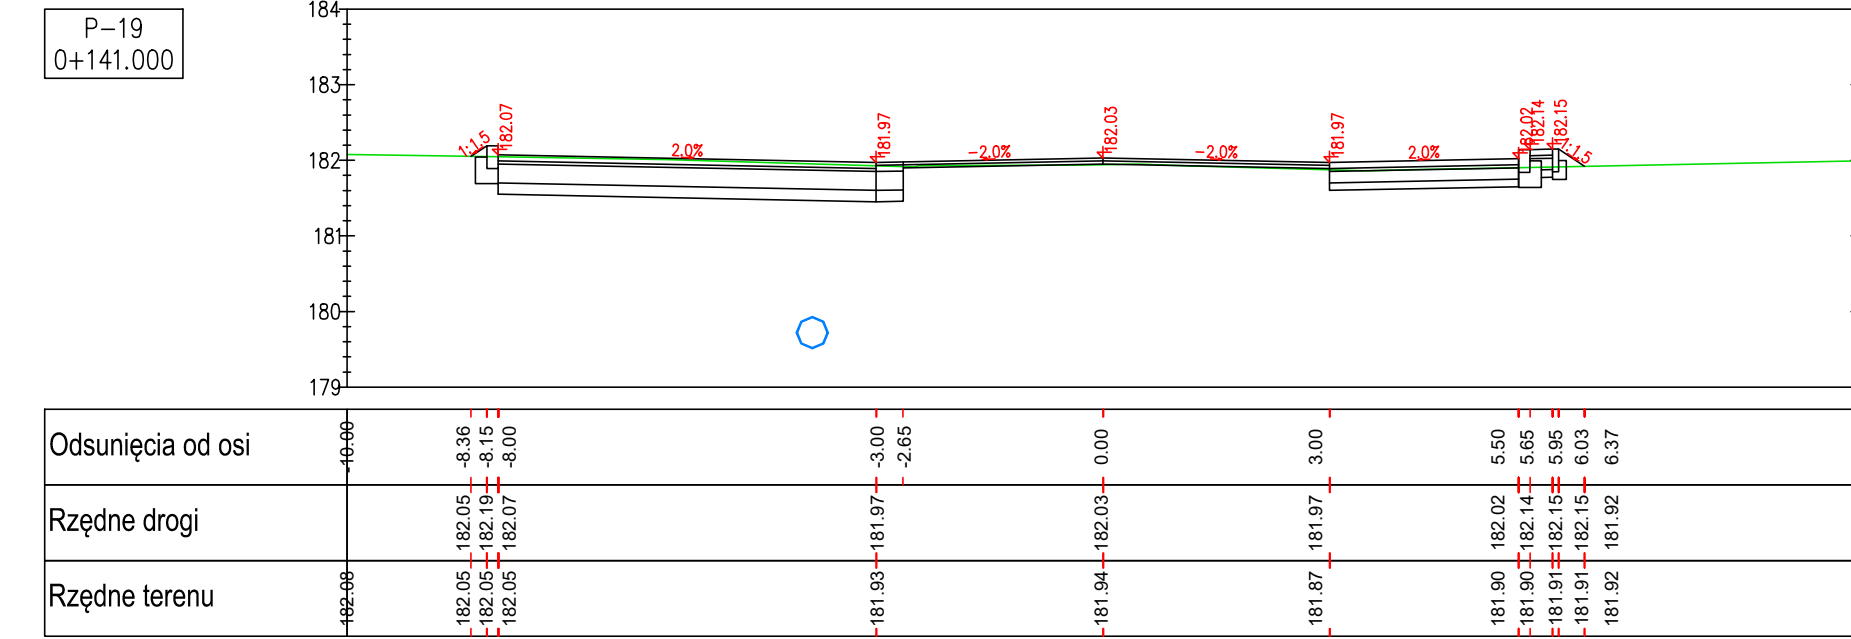 P-19
0+141.000
184
183
182
181
180
179
1:1.5
182.07
2.0%
181.97
-2.0%
182.03
-2.0%
181.97
2.0%
182.02
182.14
182.15
1:1.5
Odsunięcia od osi
-10.00 -8.36 -8.15 -8.00 -3.00 -2.65 0.00 3.00 5.50 5.65 5.95 6.03 6.37
Rzędne drogi
182.05 182.19 182.07 181.97 182.03 181.97 182.02 182.14 182.15 182.15 181.92
Rzędne terenu
182.08 182.05 182.05 182.05 181.93 181.94 181.87 181.90 181.90 181.91 181.91 181.92